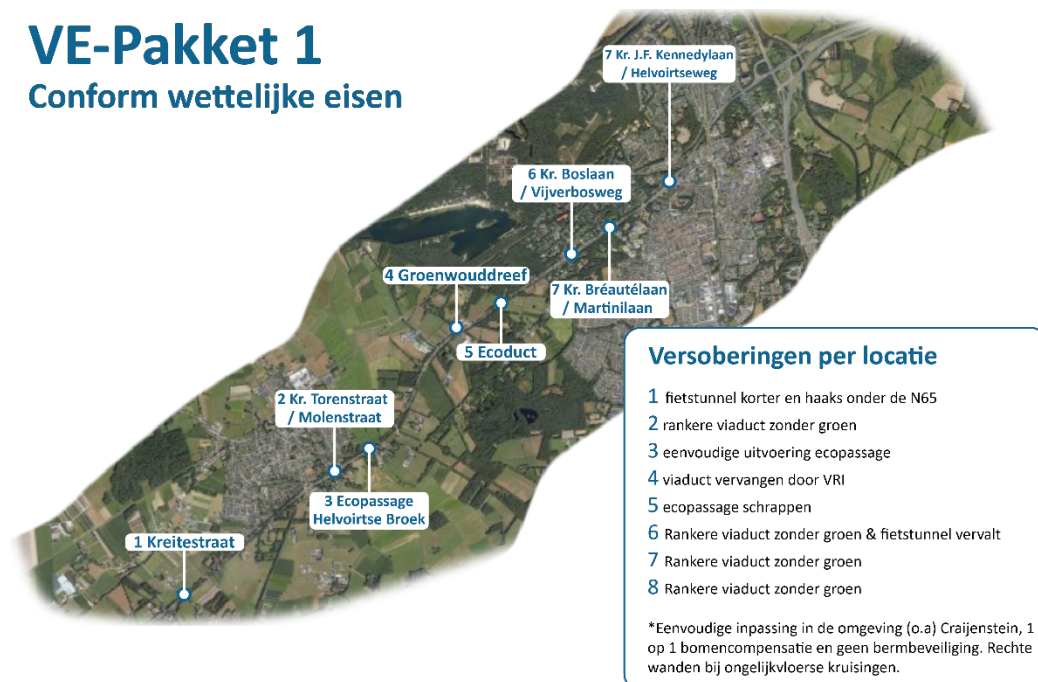 VE-Pakket 1
Conform wettelijke eisen
7 Kr. J.F. Kennedylaan
/ Helvoirtseweg
6 Kr. Boslaan
/ Vijverbosweg
4 Groenwouddreef
7 Kr. Bréautélaan
/ Martinilaan
5 Ecoduct
2 Kr. Torenstraat
/ Molenstraat
3 Ecopassage
Helvoirtse Broek
1 Kreitestraat
Versoberingen per locatie
1 fietstunnel korter en haaks onder de N65
2 rankere viaduct zonder groen
3 eenvoudige uitvoering ecopassage
4 viaduct vervangen door VRI
5 ecopassage schrappen
6 Rankere viaduct zonder groen & fietstunnel vervalt
7 Rankere viaduct zonder groen
8 Rankere viaduct zonder groen
*Eenvoudige inpassing in de omgeving (o.a) Craijenstein, 1
op 1 bomencompensatie en geen bermbeveiliging. Rechte
wanden bij ongelijkvloerse kruisingen.